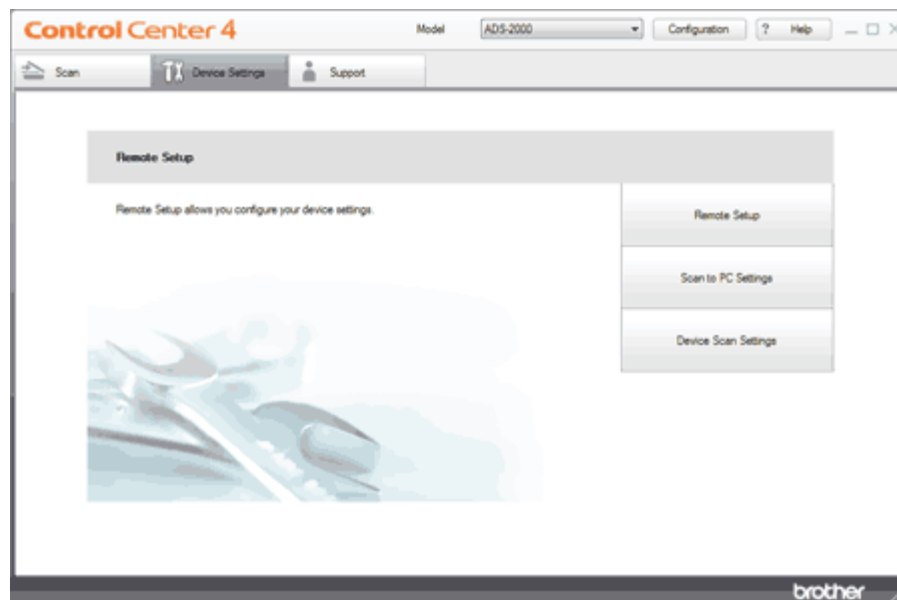 Control Center 4 Model ADS-2000 Configuration ? Help
Scan Device Settings Support
Remote Setup
Remote Setup allows you configure your device settings.
Remote Setup
Scan to PC Settings
Device Scan Settings
brother